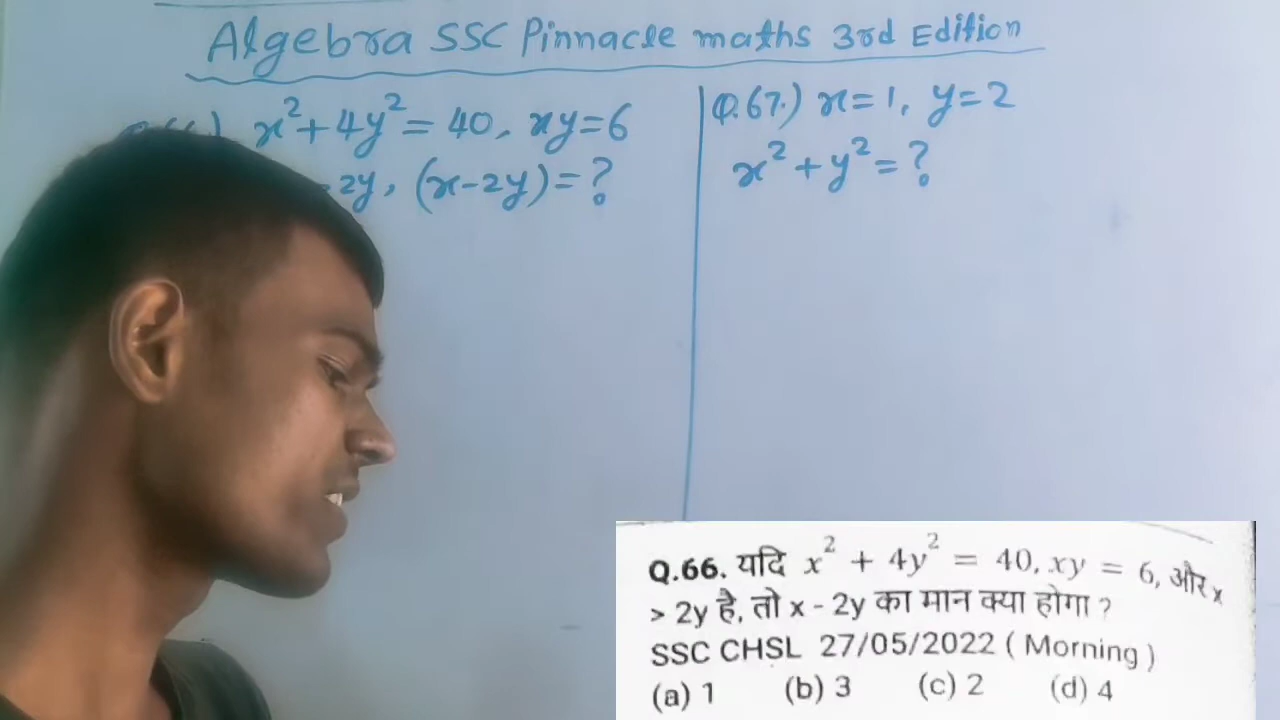 Algebra SSC Pinnacle maths 3rd Edition
x² + 4y² = 40, xy = 6
2y, (x-2y) = ?
Q.67.) x = 1, y = 2
x² + y² = ?
Q.66. यदि x² + 4y² = 40, xy = 6, और x
> 2y है, तो x - 2y का मान क्या होगा ?
SSC CHSL 27/05/2022 ( Morning )
(a) 1 (b) 3 (c) 2 (d) 4